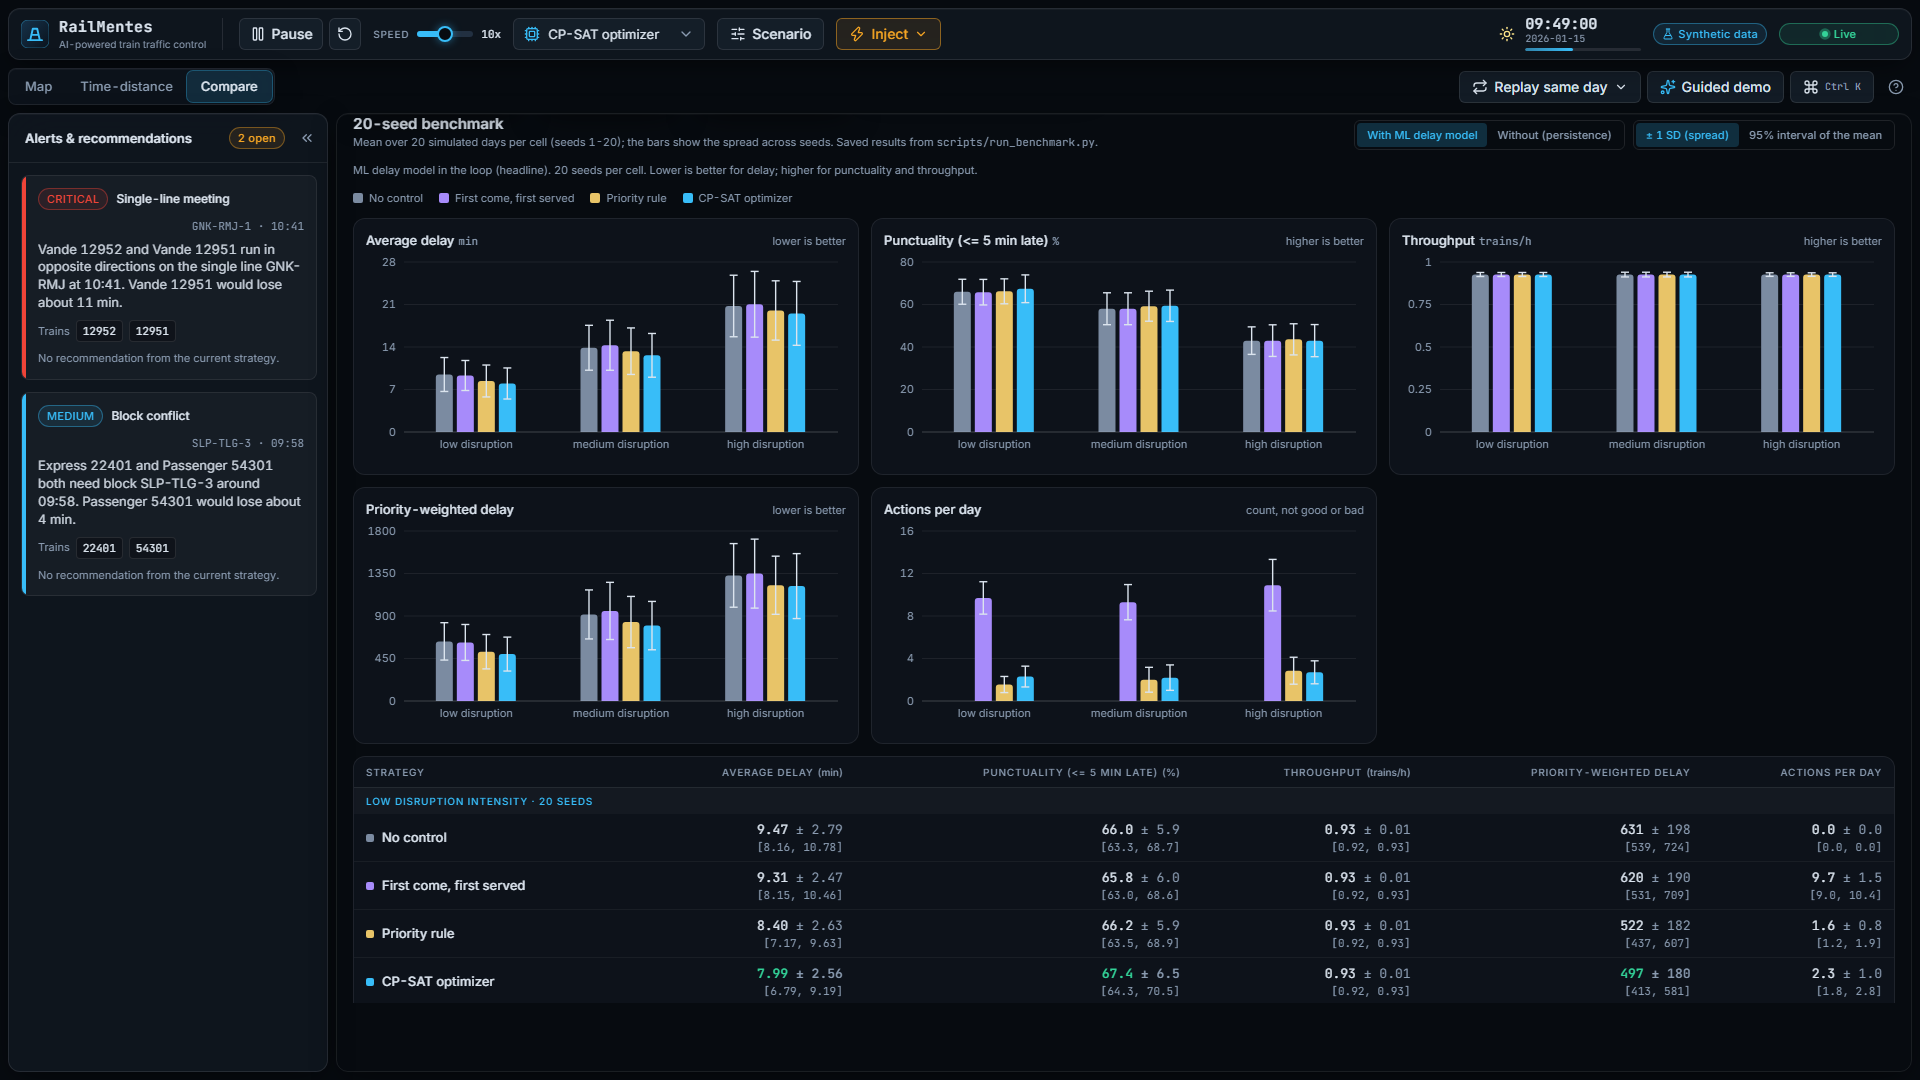 RailMentes
AI-powered train traffic control
Pause
SPEED
10x
CP-SAT optimizer
Scenario
Inject
09:49:00
2026-01-15
Synthetic data
Live
Map
Time-distance
Compare
Replay same day
Guided demo
Ctrl K
Alerts & recommendations
2 open
CRITICAL Single-line meeting
GNK-RMJ-1 · 10:41
Vande 12952 and Vande 12951 run in
opposite directions on the single line GNK-
RMJ at 10:41. Vande 12951 would lose
about 11 min.
Trains 12952 12951
No recommendation from the current strategy.
MEDIUM Block conflict
SLP-TLG-3 · 09:58
Express 22401 and Passenger 54301
both need block SLP-TLG-3 around
09:58. Passenger 54301 would lose about
4 min.
Trains 22401 54301
No recommendation from the current strategy.
20-seed benchmark
Mean over 20 simulated days per cell (seeds 1-20); the bars show the spread across seeds. Saved results from scripts/run_benchmark.py.
With ML delay model
Without (persistence)
± 1 SD (spread)
95% interval of the mean
ML delay model in the loop (headline). 20 seeds per cell. Lower is better for delay; higher for punctuality and throughput.
No control
First come, first served
Priority rule
CP-SAT optimizer
Average delay min
lower is better
28
21
14
7
0
low disruption
medium disruption
high disruption
Punctuality (<= 5 min late) %
higher is better
80
60
40
20
0
low disruption
medium disruption
high disruption
Throughput trains/h
higher is better
1
0.75
0.5
0.25
0
low disruption
medium disruption
high disruption
Priority-weighted delay
lower is better
1800
1350
900
450
0
low disruption
medium disruption
high disruption
Actions per day
count, not good or bad
16
12
8
4
0
low disruption
medium disruption
high disruption
STRATEGY AVERAGE DELAY (min) PUNCTUALITY (<= 5 MIN LATE) (%) THROUGHPUT (trains/h) PRIORITY-WEIGHTED DELAY ACTIONS PER DAY
LOW DISRUPTION INTENSITY · 20 SEEDS
No control 9.47 ± 2.79 66.0 ± 5.9 0.93 ± 0.01 631 ± 198 0.0 ± 0.0
[8.16, 10.78] [63.3, 68.7] [0.92, 0.93] [539, 724] [0.0, 0.0]
First come, first served 9.31 ± 2.47 65.8 ± 6.0 0.93 ± 0.01 620 ± 190 9.7 ± 1.5
[8.15, 10.46] [63.0, 68.6] [0.92, 0.93] [531, 709] [9.0, 10.4]
Priority rule 8.40 ± 2.63 66.2 ± 5.9 0.93 ± 0.01 522 ± 182 1.6 ± 0.8
[7.17, 9.63] [63.5, 68.9] [0.92, 0.93] [437, 607] [1.2, 1.9]
CP-SAT optimizer 7.99 ± 2.56 67.4 ± 6.5 0.93 ± 0.01 497 ± 180 2.3 ± 1.0
[6.79, 9.19] [64.3, 70.5] [0.92, 0.93] [413, 581] [1.8, 2.8]